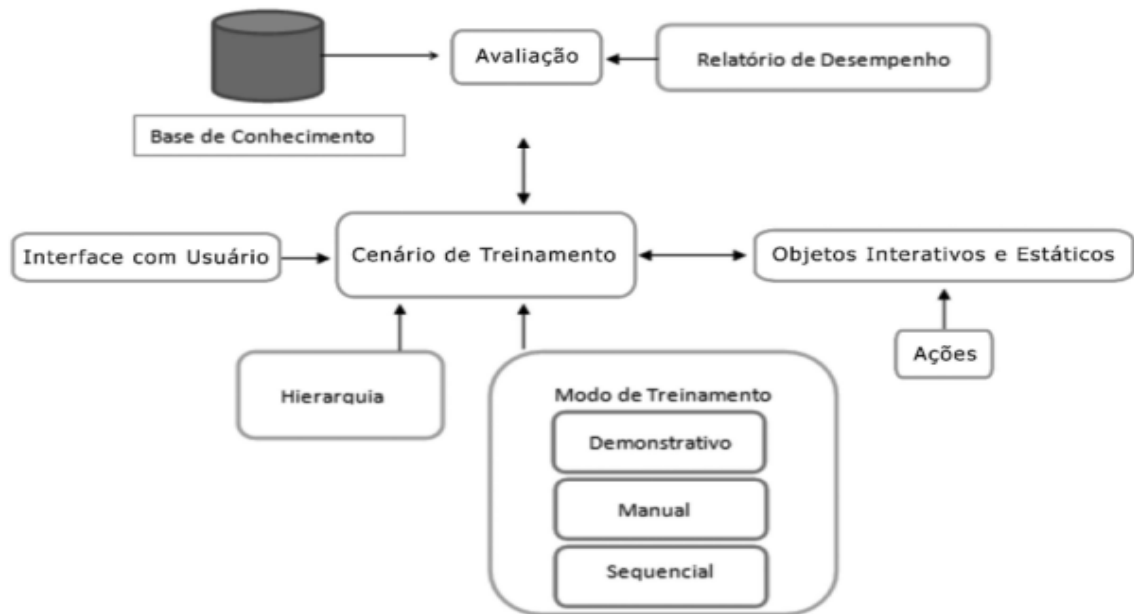 Avaliação
Relatório de Desempenho
Base de Conhecimento
Interface com Usuário
Cenário de Treinamento
Objetos Interativos e Estáticos
Hierarquia
Ações
Modo de Treinamento
Demonstrativo
Manual
Sequencial